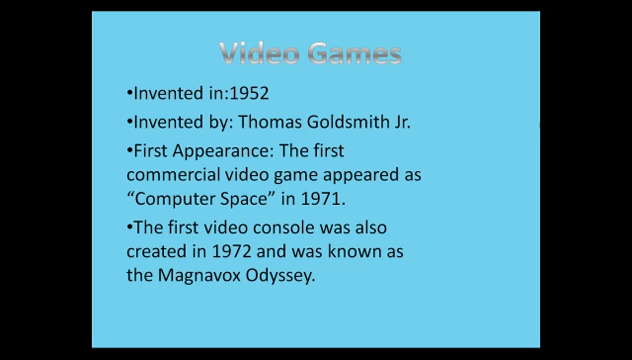 Video Games
•Invented in:1952
•Invented by: Thomas Goldsmith Jr.
•First Appearance: The first
commercial video game appeared as
“Computer Space” in 1971.
•The first video console was also
created in 1972 and was known as
the Magnavox Odyssey.